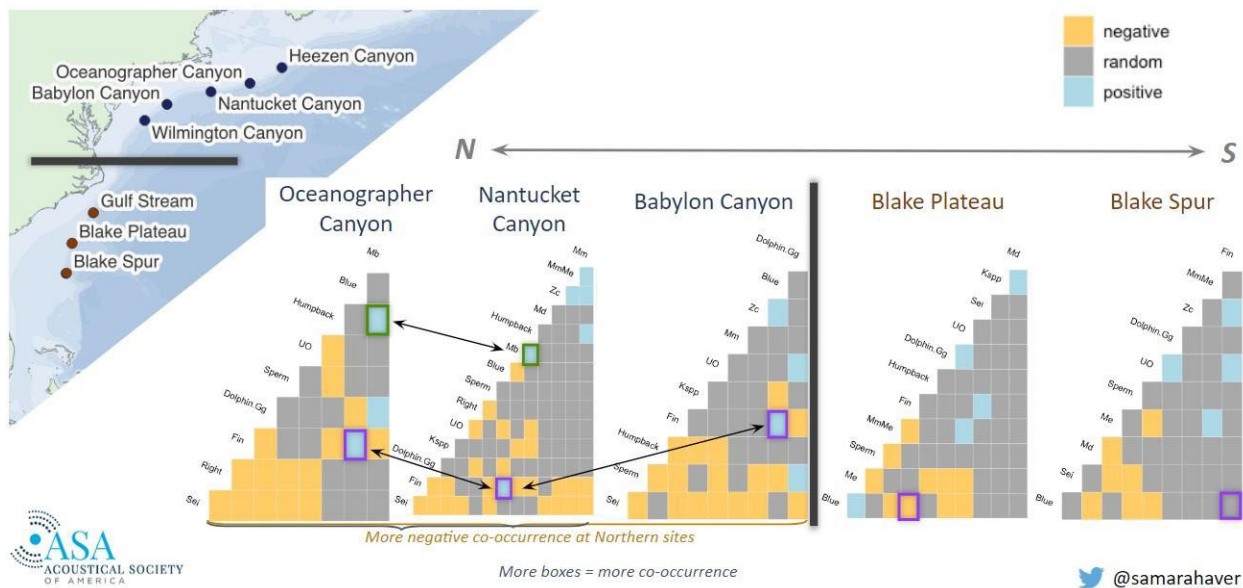 Heezen Canyon
Oceanographer Canyon
Babylon Canyon
Nantucket Canyon
Wilmington Canyon
Gulf Stream
Blake Plateau
Blake Spur
negative
random
positive
N
S
Oceanographer
Canyon
Mb
Blue
Humpback
UO
Sperm
Dolphin.Gg
Fin
Right
Sei
Nantucket
Canyon
Mm
MmMe
Zc
Md
Humpback
Mb
Blue
Sperm
Right
UO
Kspp
Dolphin.Gg
Fin
Sei
Babylon Canyon
Dolphin.Gg
Blue
Zc
Mm
UO
Kspp
Fin
Humpback
Sperm
Sei
Blake Plateau
Md
Kspp
Sei
UO
Dolphin.Gg
Humpback
Fin
MmMe
Sperm
Me
Blue
Blake Spur
Fin
MmMe
Zc
Dolphin.Gg
UO
Sperm
Me
Md
Sei
Blue
More negative co-occurrence at Northern sites
More boxes = more co-occurrence
ASA
ACOUSTICAL SOCIETY
OF AMERICA
@samarahaver